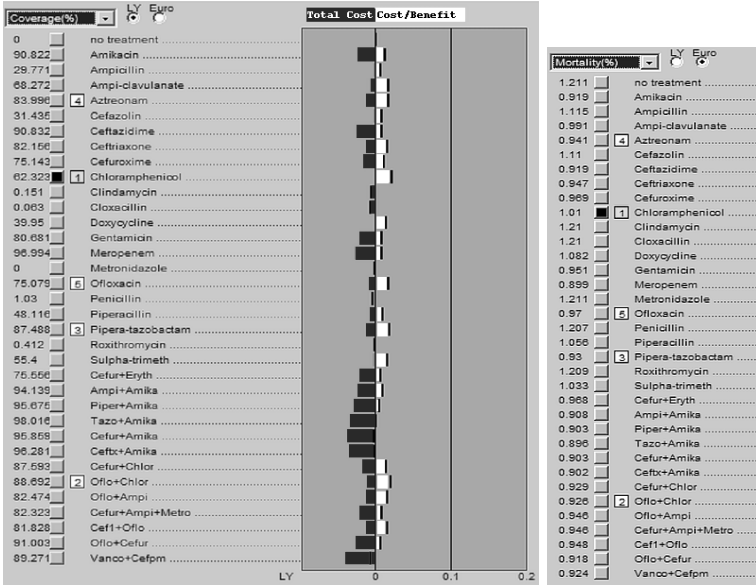 Coverage(%) LY Euro Total Cost Cost/Benefit
0 no treatment
90.822 Amikacin
29.771 Ampicillin
68.272 Ampi-clavulanate
83.996 4 Aztreonam
31.435 Cefazolin
90.832 Ceftazidime
82.156 Ceftriaxone
75.143 Cefuroxime
62.323 1 Chloramphenicol
0.151 Clindamycin
0.063 Cloxacillin
39.95 Doxycycline
80.681 Gentamicin
96.994 Meropenem
0 Metronidazole
75.079 5 Ofloxacin
1.03 Penicillin
48.116 Piperacillin
87.488 3 Pipera-tazobactam
0.412 Roxithromycin
55.4 Sulpha-trimeth
75.556 Cefur+Eryth
94.139 Ampi+Amika
95.675 Piper+Amika
98.016 Tazo+Amika
95.859 Cefur+Amika
96.281 Ceftx+Amika
87.593 Cefur+Chlor
88.692 2 Oflo+Chlor
82.474 Oflo+Ampi
82.323 Cefur+Ampi+Metro
81.828 Cef1+Oflo
91.003 Oflo+Cefur
89.271 Vanco+Cefpm
LY 0 0.1 0.2
Mortality(%) LY Euro
1.211 no treatment
0.919 Amikacin
1.115 Ampicillin
0.991 Ampi-clavulanate
0.941 4 Aztreonam
1.11 Cefazolin
0.919 Ceftazidime
0.947 Ceftriaxone
0.969 Cefuroxime
1.01 1 Chloramphenicol
1.21 Clindamycin
1.21 Cloxacillin
1.082 Doxycycline
0.951 Gentamicin
0.899 Meropenem
1.211 Metronidazole
0.97 5 Ofloxacin
1.207 Penicillin
1.056 Piperacillin
0.93 3 Pipera-tazobactam
1.209 Roxithromycin
1.033 Sulpha-trimeth
0.968 Cefur+Eryth
0.908 Ampi+Amika
0.903 Piper+Amika
0.896 Tazo+Amika
0.903 Cefur+Amika
0.902 Ceftx+Amika
0.929 Cefur+Chlor
0.926 2 Oflo+Chlor
0.946 Oflo+Ampi
0.946 Cefur+Ampi+Metro
0.948 Cef1+Oflo
0.918 Oflo+Cefur
0.924 Vanco+Cefpm